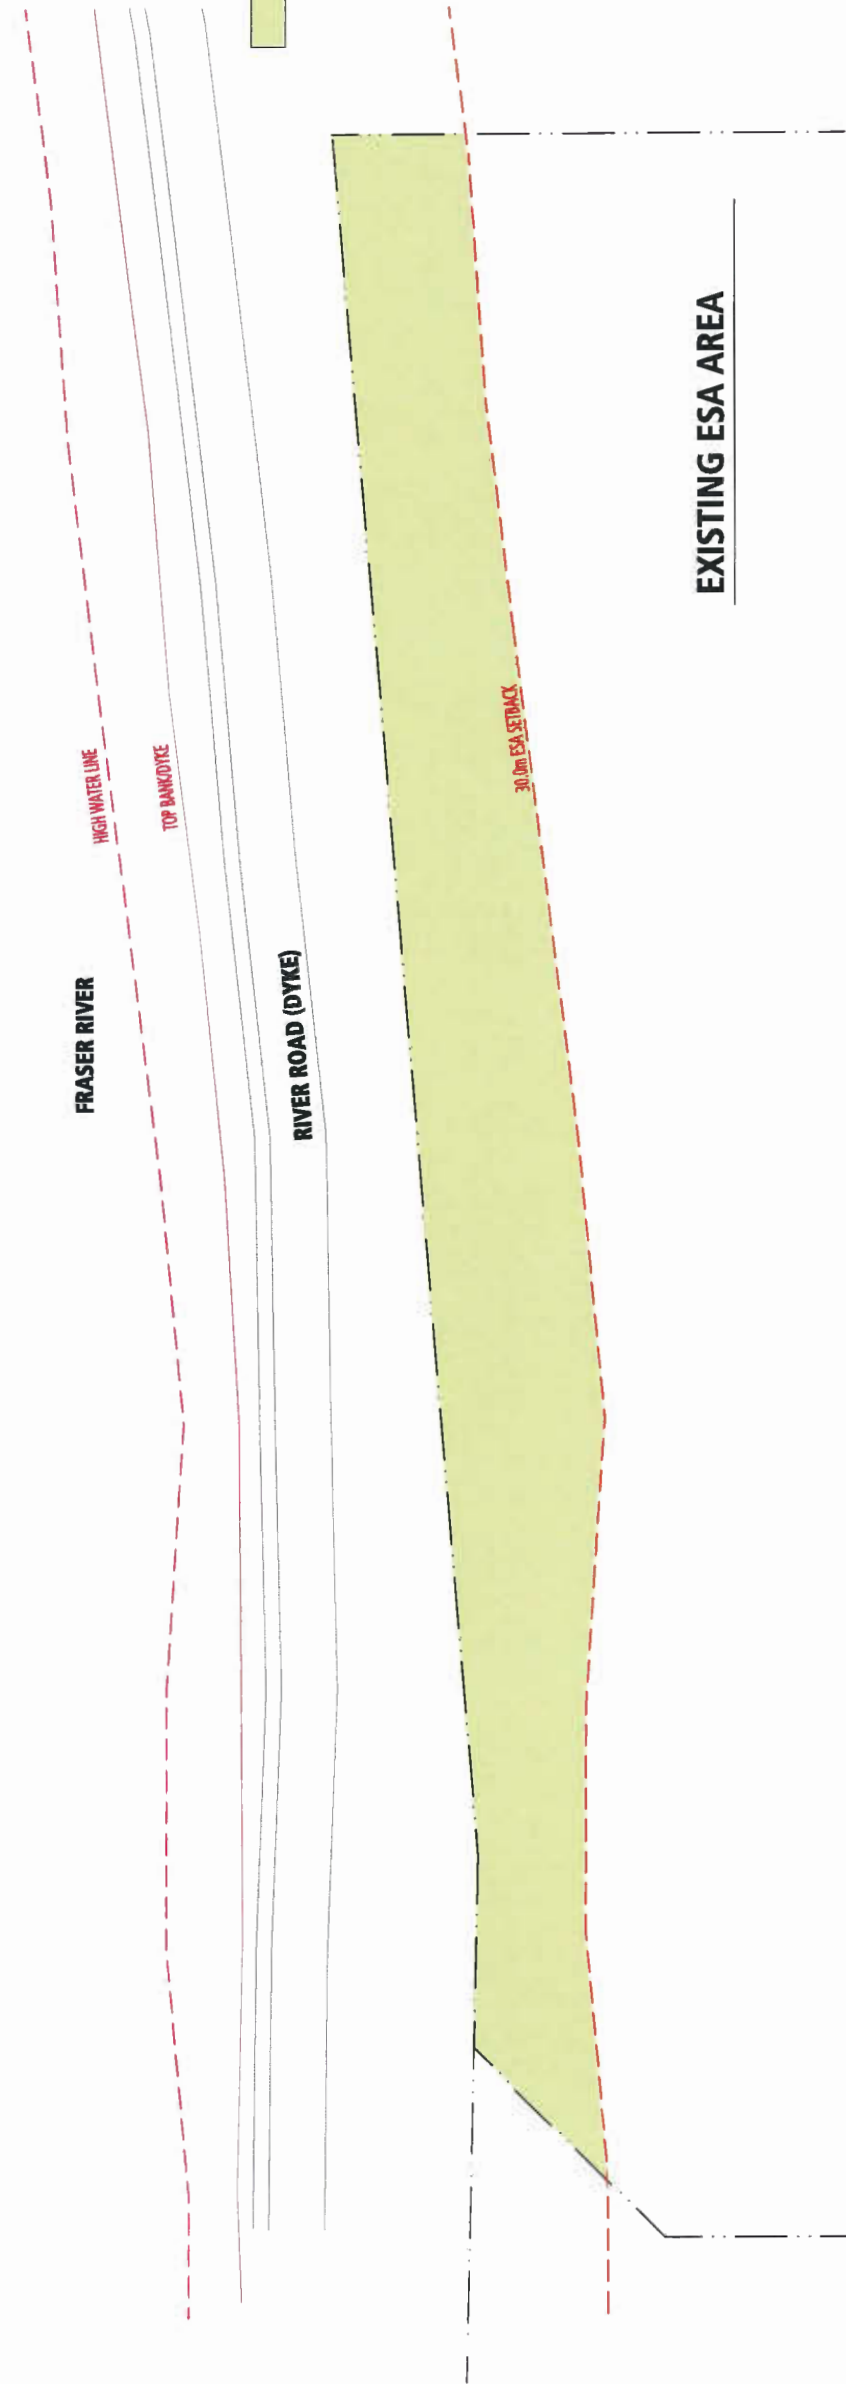 FRASER RIVER
HIGH WATER LINE
TOP BANK/DYKE
RIVER ROAD (DYKE)
30.0m ESA SETBACK
EXISTING ESA AREA